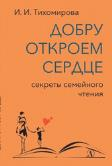 И. И. Тихомирова
ДОБРУ
ОТКРОЕМ
СЕРДЦЕ
секреты семейного
чтения